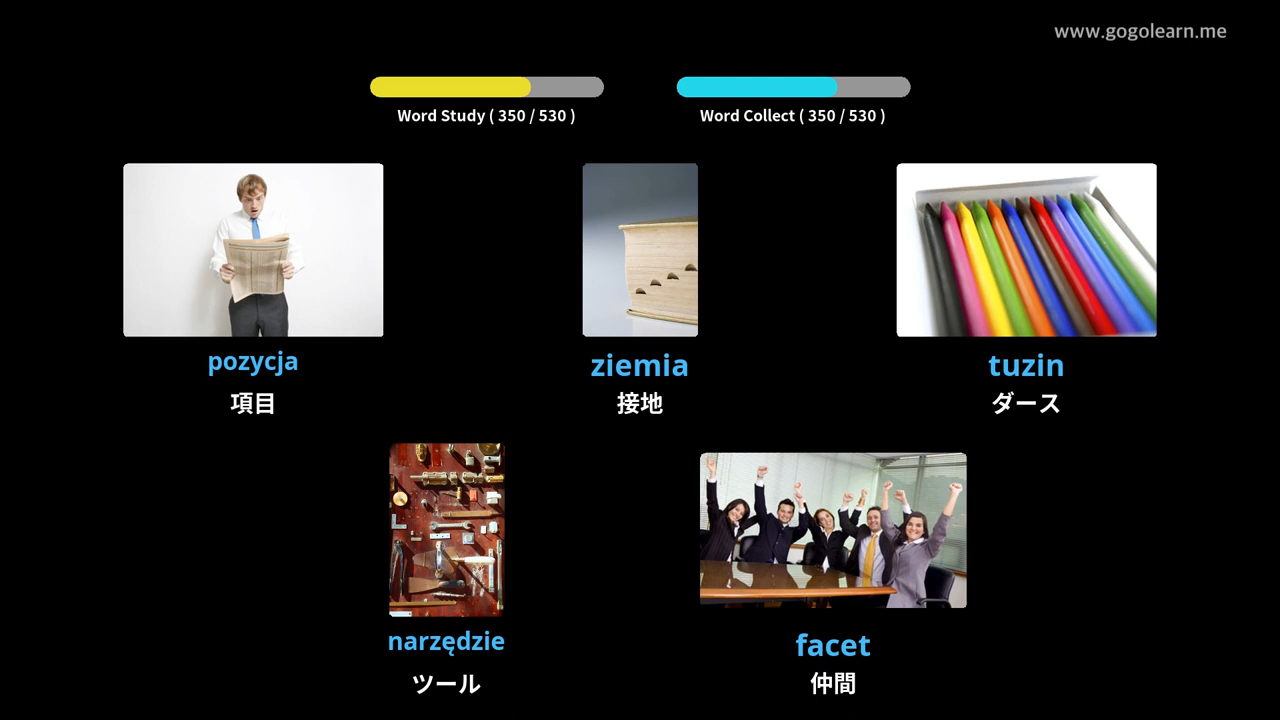 www.gogolearn.me
Word Study ( 350 / 530 )
Word Collect ( 350 / 530 )
pozycja
項目
ziemia
接地
tuzin
ダース
narzędzie
ツール
facet
仲間